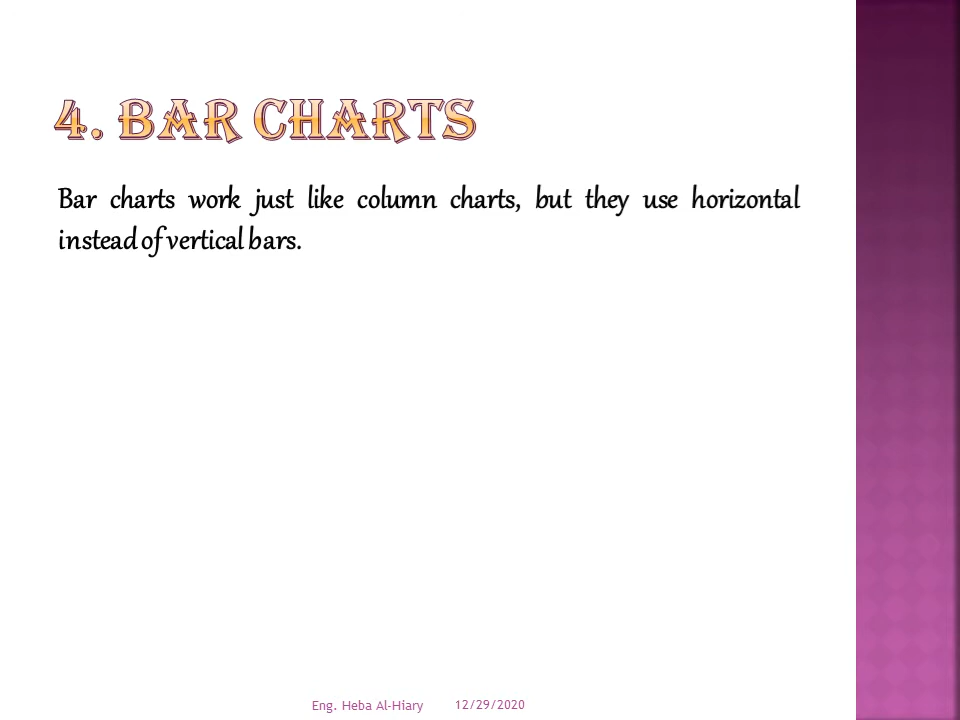 4. BAR CHARTS
Bar charts work just like column charts, but they use horizontal
instead of vertical bars.
Eng. Heba Al-Hiary 12/29/2020